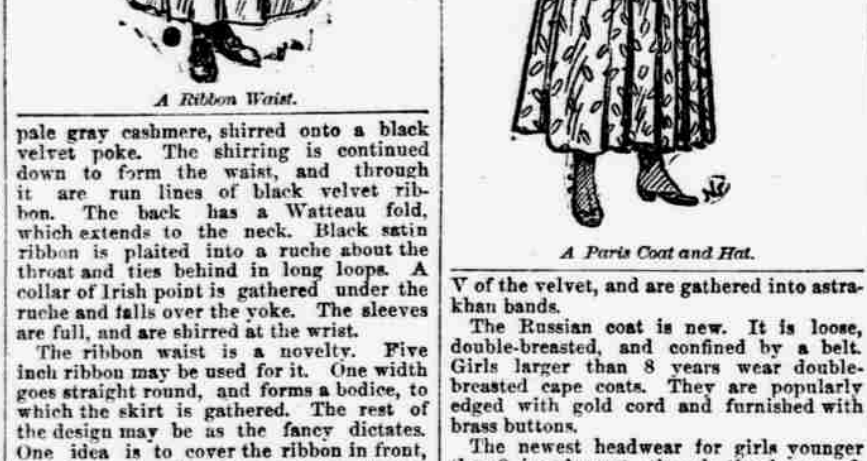 A Ribbon Waist.
pale gray cashmere, shirred onto a black
velvet poke. The shirring is continued
down to form the waist, and through
it are run lines of black velvet rib-
bon. The back has a Watteau fold,
which extends to the neck. Black satin
ribbon is plaited into a ruche about the
throat and ties behind in long loops. A
collar of Irish point is gathered under the
ruche and falls over the yoke. The sleeves
are full, and are shirred at the wrist.
The ribbon waist is a novelty. Five
inch ribbon may be used for it. One width
goes straight round, and forms a bodice, to
which the skirt is gathered. The rest of
the design may be as the fancy dictates.
One idea is to cover the ribbon in front,
A Paris Coat and Hat.
V of the velvet, and are gathered into astra-
khan bands.
The Russian coat is new. It is loose,
double-breasted, and confined by a belt.
Girls larger than 8 years wear double-
breasted cape coats. They are popularly
edged with gold cord and furnished with
brass buttons.
The newest headwear for girls younger